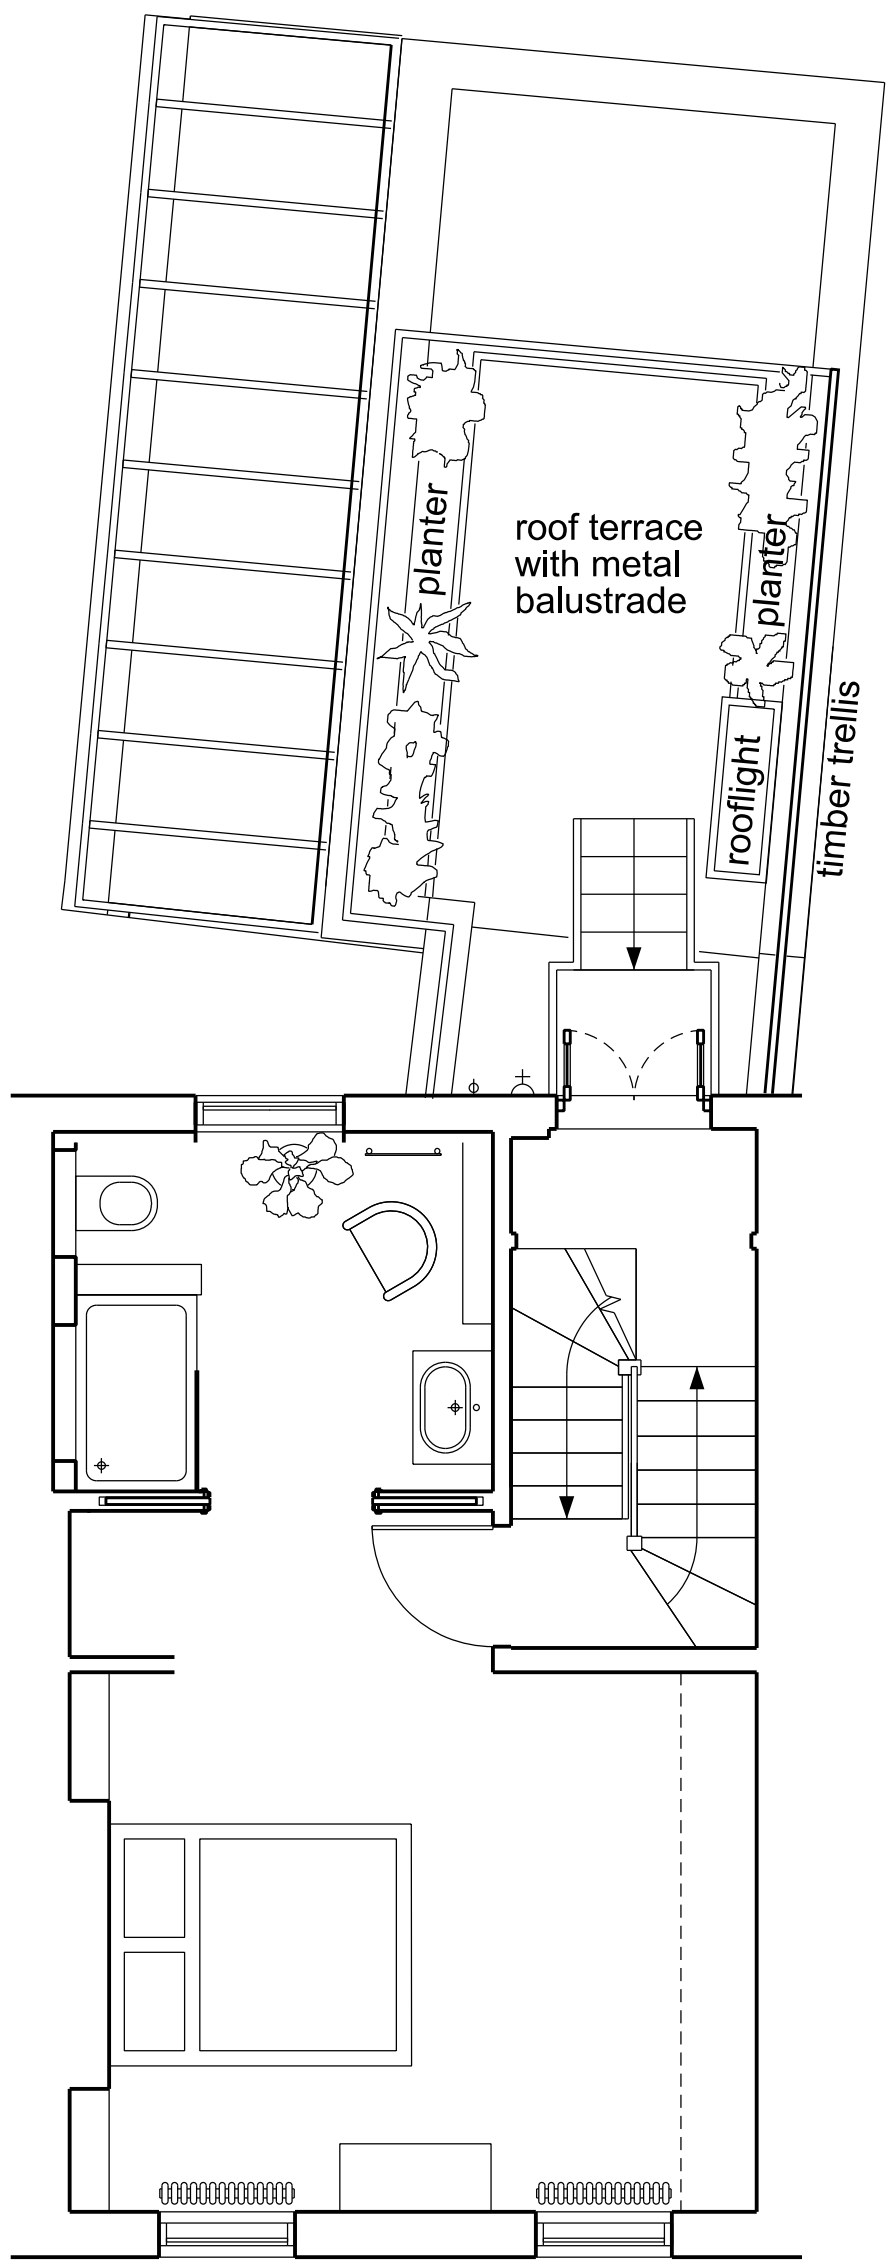 planter
roof terrace
with metal
balustrade
planter
rooflight
timber trellis